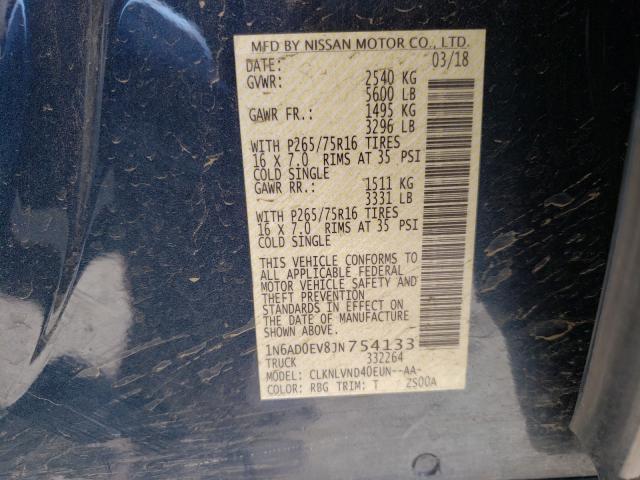 MFD BY NISSAN MOTOR CO., LTD.
DATE: 03/18
GVWR: 2540 KG
5600 LB
GAWR FR.: 1495 KG
3296 LB
WITH P265/75R16 TIRES
16 X 7.0 RIMS AT 35 PSI
COLD SINGLE
GAWR RR.: 1511 KG
3331 LB
WITH P265/75R16 TIRES
16 X 7.0 RIMS AT 35 PSI
COLD SINGLE
THIS VEHICLE CONFORMS TO
ALL APPLICABLE FEDERAL
MOTOR VEHICLE SAFETY AND
THEFT PREVENTION
STANDARDS IN EFFECT ON
THE DATE OF MANUFACTURE
SHOWN ABOVE.
1N6AD0EV8JN754133
TRUCK 332264
MODEL: CLKNLVND40EUN--AA-
COLOR: RBG TRIM: T ZS00A